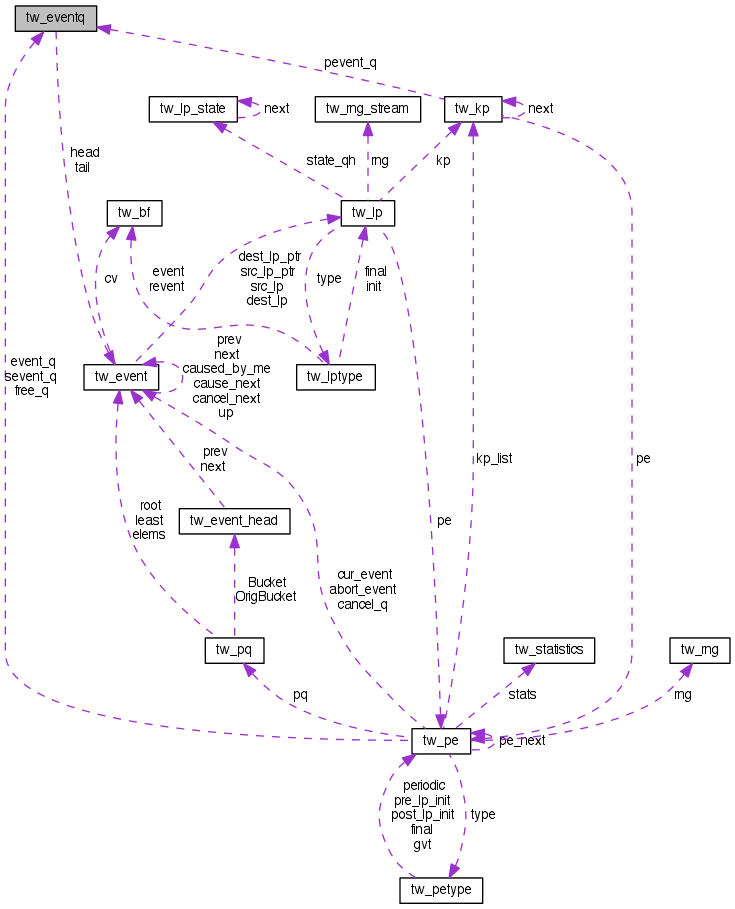 tw_eventq
pevent_q
tw_lp_state
next
tw_rng_stream
tw_kp
next
head
tail
state_qh
rng
kp
tw_bf
tw_lp
cv
event
revent
dest_lp_ptr
src_lp_ptr
src_lp
dest_lp
type
final
init
event_q
sevent_q
free_q
tw_event
prev
next
caused_by_me
cause_next
cancel_next
up
tw_lptype
prev
next
kp_list
pe
root
least
elems
tw_event_head
pe
Bucket
OrigBucket
cur_event
abort_event
cancel_q
tw_pq
tw_statistics
tw_rng
pq
stats
rng
tw_pe
pe_next
periodic
pre_lp_init
post_lp_init
final
gvt
type
tw_petype